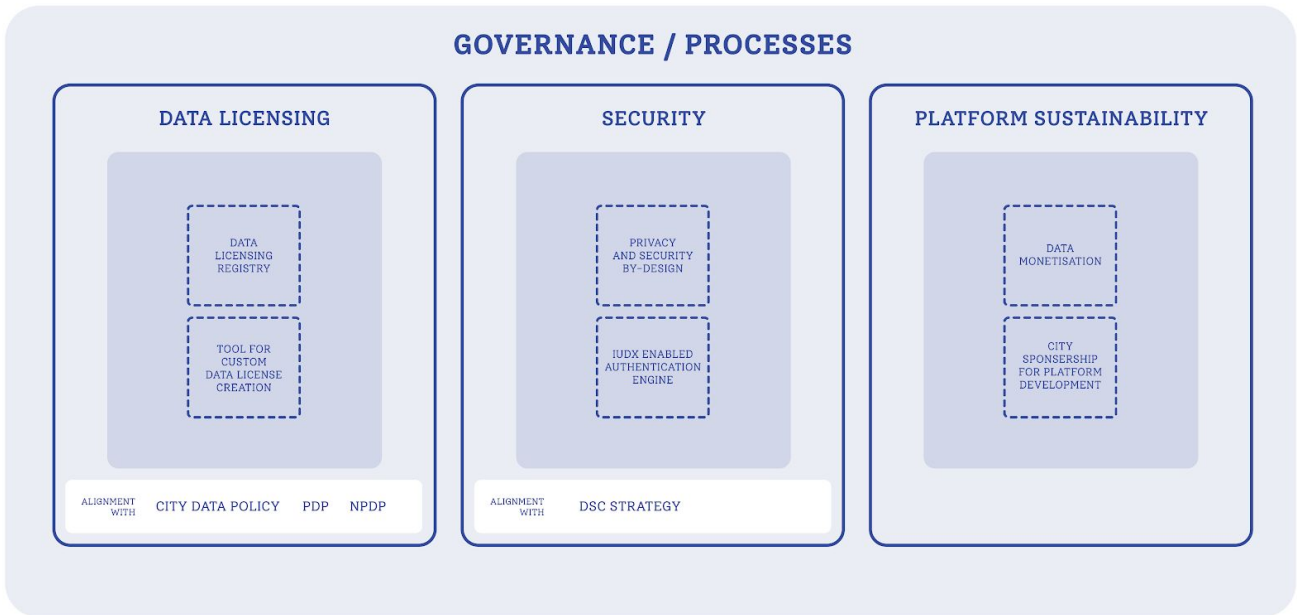 GOVERNANCE / PROCESSES
DATA LICENSING
DATA
LICENSING
REGISTRY
TOOL FOR
CUSTOM
DATA LICENSE
CREATION
ALIGNMENT
WITH
CITY DATA POLICY PDP NPDP
SECURITY
PRIVACY
AND SECURITY
BY-DESIGN
IUDX ENABLED
AUTHENTICATION
ENGINE
ALIGNMENT
WITH
DSC STRATEGY
PLATFORM SUSTAINABILITY
DATA
MONETISATION
CITY
SPONSERSHIP
FOR PLATFORM
DEVELOPMENT